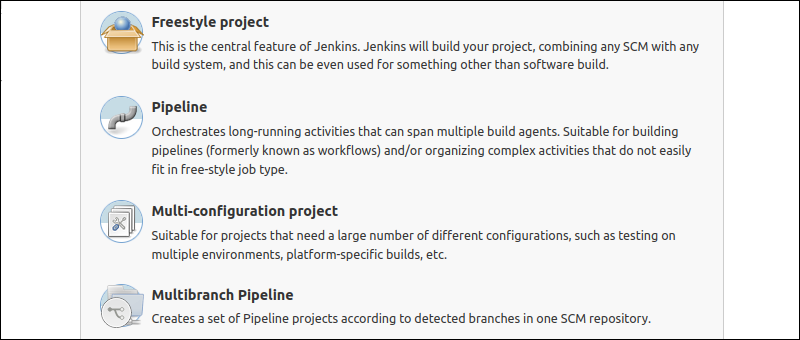 Freestyle project
This is the central feature of Jenkins. Jenkins will build your project, combining any SCM with any
build system, and this can be even used for something other than software build.
Pipeline
Orchestrates long-running activities that can span multiple build agents. Suitable for building
pipelines (formerly known as workflows) and/or organizing complex activities that do not easily
fit in free-style job type.
Multi-configuration project
Suitable for projects that need a large number of different configurations, such as testing on
multiple environments, platform-specific builds, etc.
Multibranch Pipeline
Creates a set of Pipeline projects according to detected branches in one SCM repository.